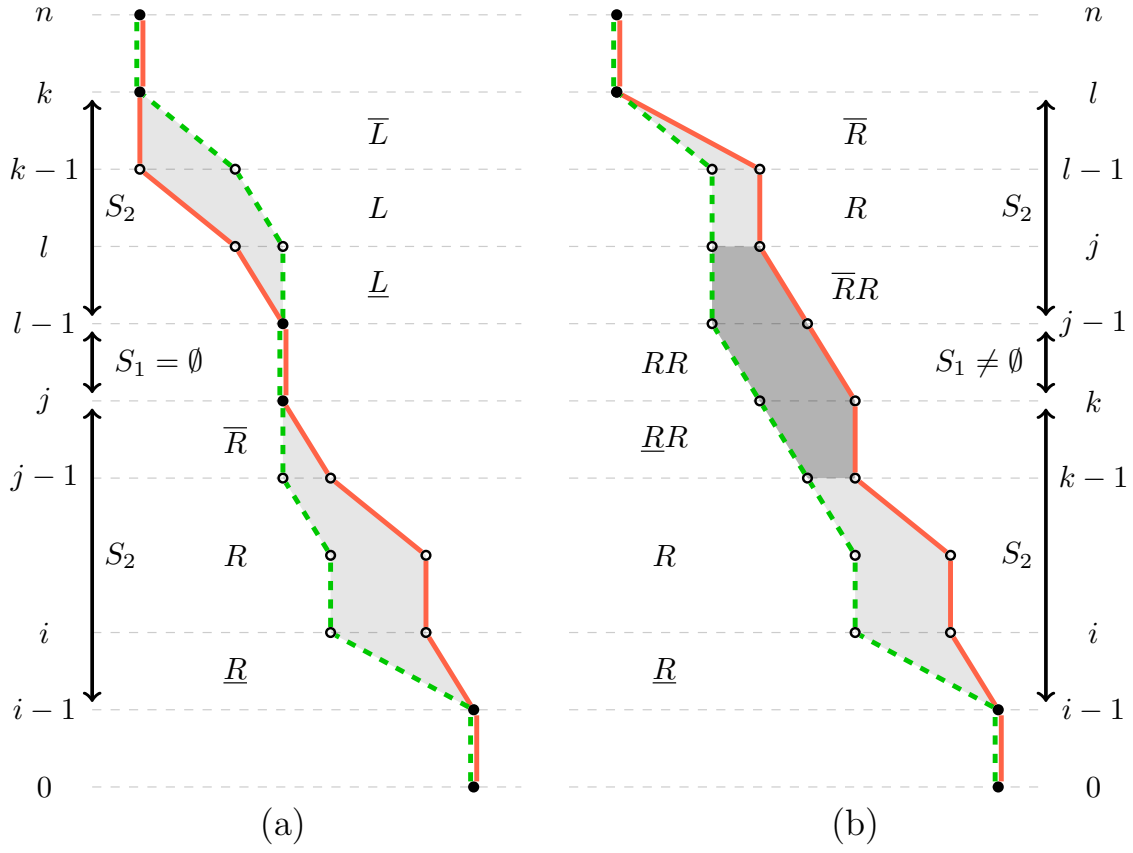 n n
k l
L̅ R̅
k − 1 l − 1
S₂ L R S₂
l j
L̲ R̅R
l − 1 j − 1
S₁ = ∅ RR S₁ ≠ ∅
j k
R̅ R̲R
j − 1 k − 1
S₂ R R S₂
i i
R̲ R̲
i − 1 i − 1
0 0
(a) (b)